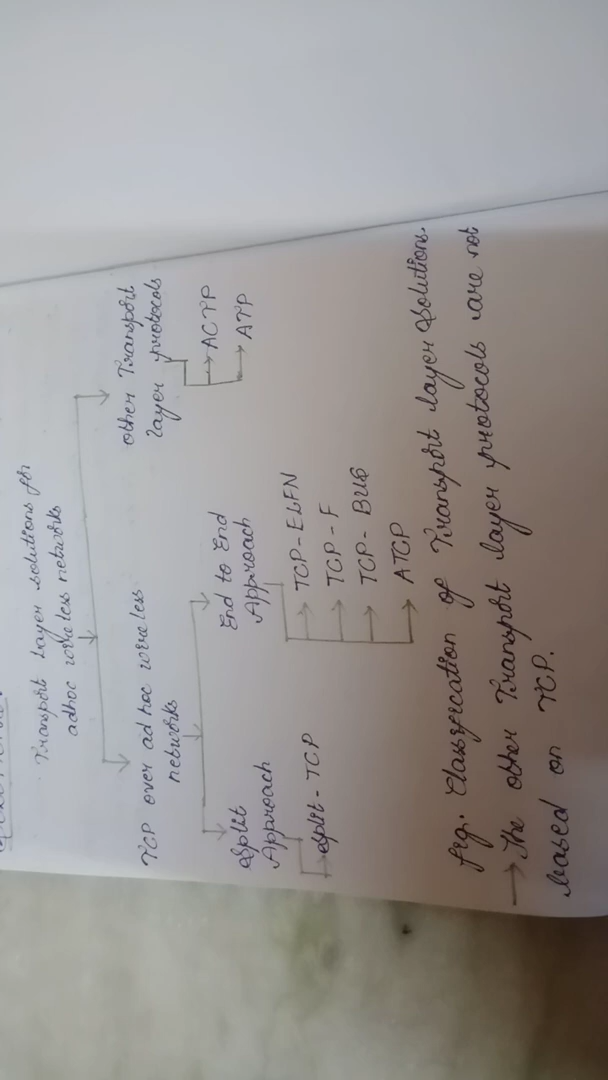 Transport Layer solutions for
adhoc wireless networks
TCP over ad hoc wireless
networks
other Transport
layer protocols
ACTP
ATP
Split
Approach
Split-TCP
End to End
Approach
TCP-ELFN
TCP-F
TCP-BUS
ATCP
fig. Classification of Transport layer solutions.
→ The other Transport layer protocols are not
based on TCP.